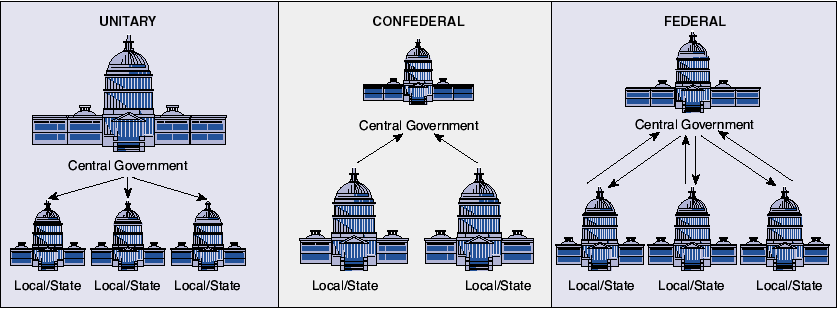 UNITARY
Central Government
Local/State Local/State Local/State
CONFEDERAL
Central Government
Local/State Local/State
FEDERAL
Central Government
Local/State Local/State Local/State